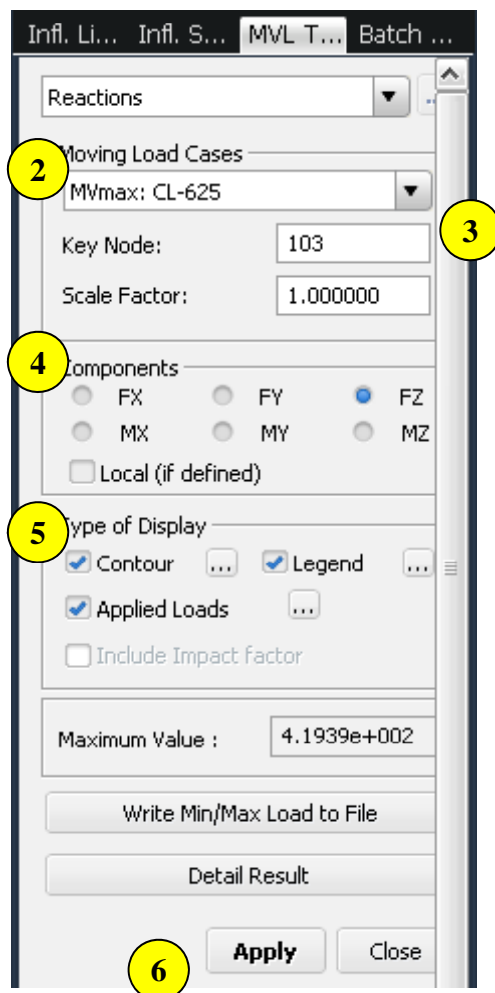 Infl. Li... Infl. S... MVL T... Batch ...
Reactions ...
2 Moving Load Cases
MVmax: CL-625
Key Node: 103 3
Scale Factor: 1.000000
4 Components
FX FY FZ
MX MY MZ
Local (if defined)
5 Type of Display
Contour ... Legend ...
Applied Loads ...
Include Impact factor
Maximum Value : 4.1939e+002
Write Min/Max Load to File
Detail Result
6 Apply Close